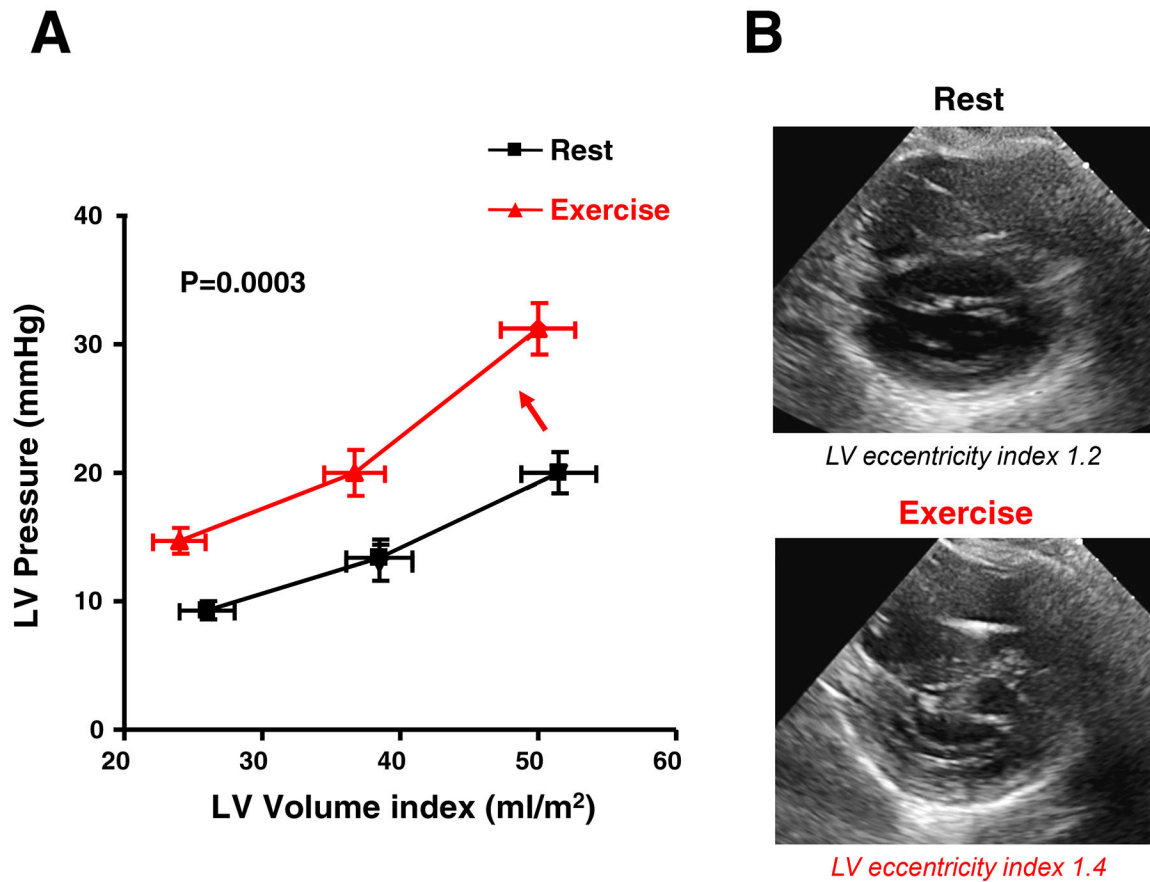 A
Rest
Exercise
P=0.0003
LV Pressure (mmHg)
40
30
20
10
0
20
30
40
50
60
LV Volume index (ml/m²)
B
Rest
LV eccentricity index 1.2
Exercise
LV eccentricity index 1.4